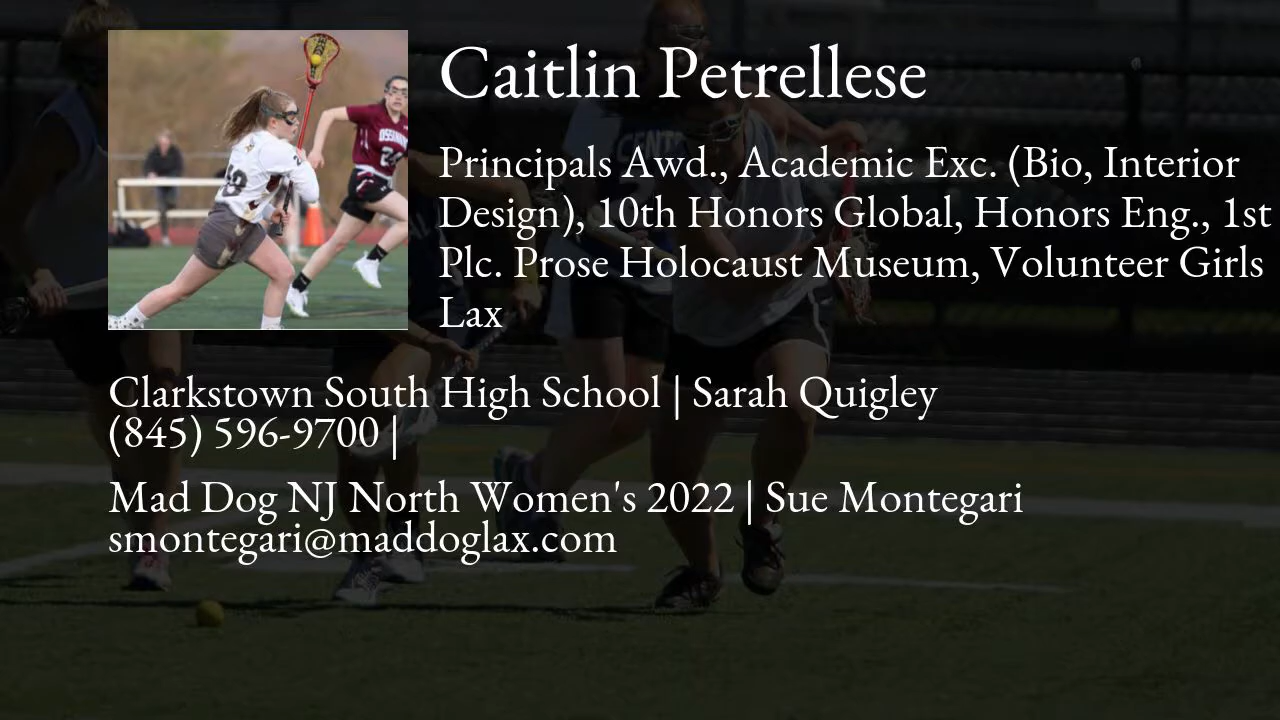 Caitlin Petrellese
Principals Awd., Academic Exc. (Bio, Interior
Design), 10th Honors Global, Honors Eng., 1st
Plc. Prose Holocaust Museum, Volunteer Girls
Lax
Clarkstown South High School | Sarah Quigley
(845) 596-9700 |
Mad Dog NJ North Women's 2022 | Sue Montegari
smontegari@maddoglax.com